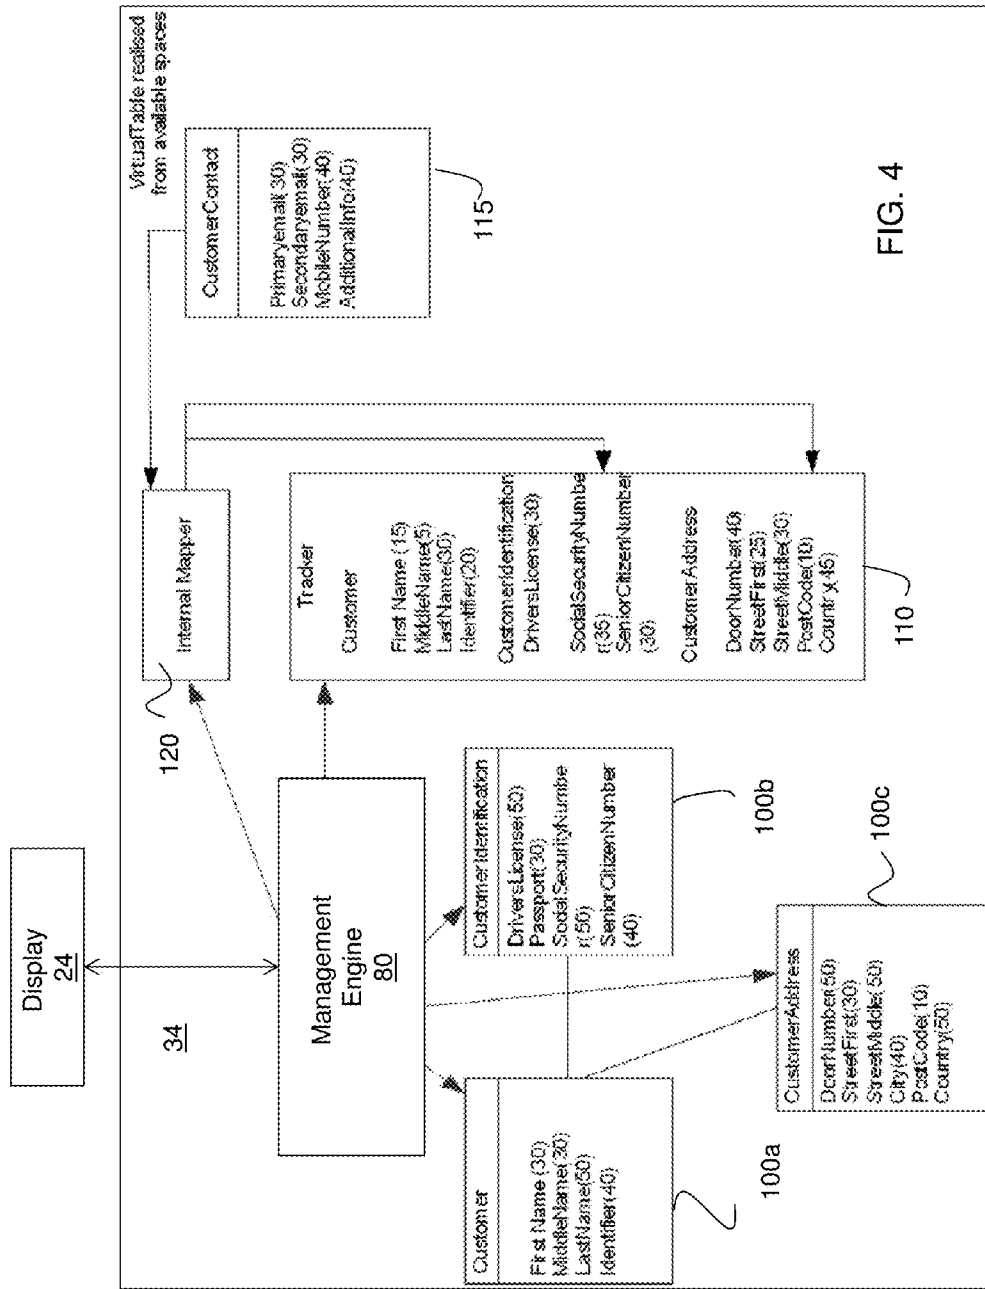 Display
24
34
Management
Engine
80
120
Internal Mapper
VirtualTable realised
from available spaces
CustomerContact
Primaryemail(30)
Secondaryemail(30)
MobileNumber(40)
AdditionalInfo(40)
115
Tracker
Customer
First Name (15)
MiddleName(5)
LastName(30)
Identifier(20)
CustomerIdentification
DriversLicense(30)
SocialSecurityNumbe
r(35)
SeniorCitizenNumber
(30)
CustomerAddress
DoorNumber(40)
StreetFirst(25)
StreetMiddle(30)
PostCode(10)
Country(45)
110
Customer
First Name (30)
MiddleName(30)
LastName(50)
Identifier(40)
100a
CustomerIdentification
DriversLicense(50)
Passport(30)
SocialSecurityNumbe
r(50)
SeniorCitizenNumber
(40)
100b
CustomerAddress
DoorNumber(50)
StreetFirst(30)
StreetMiddle(50)
City(40)
PostCode(10)
Country(50)
100c
FIG. 4